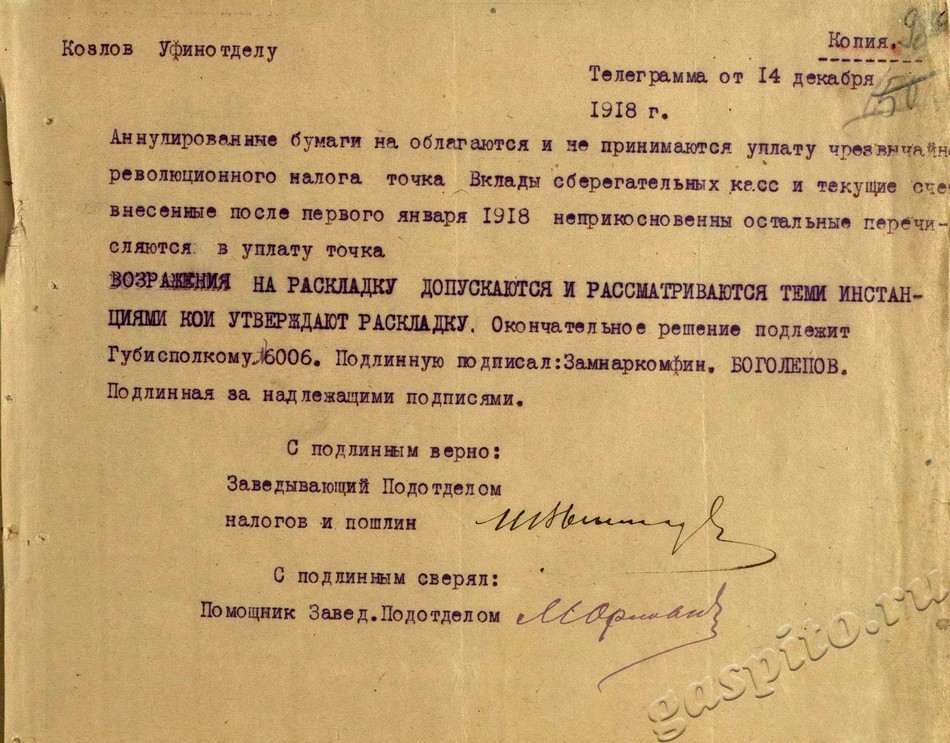 Копия.
Козлов Уфинотделу
Телеграмма от 14 декабря
1918 г.
Аннулированные бумаги на облагаются и не принимаются уплату чрезвычайно
революционного налога точка Вклады сберегательных касс и текущие сче
внесенные после первого января 1918 неприкосновенны остальные перечи-
сляются в уплату точка
ВОЗРАЖЕНИЯ НА РАСКЛАДКУ ДОПУСКАЮТСЯ И РАССМАТРИВАЮТСЯ ТЕМИ ИНСТАН-
ЦИЯМИ КОИ УТВЕРЖДАЮТ РАСКЛАДКУ. Окончательное решение подлежит
Губисполкому. 16006. Подлинную подписал:Замнаркомфин. БОГОЛЕПОВ.
Подлинная за надлежащими подписями.
С подлинным верно:
Заведывающий Подотделом
налогов и пошлин
С подлинным сверял:
Помощник Завед.Подотделом
gaspito.ru